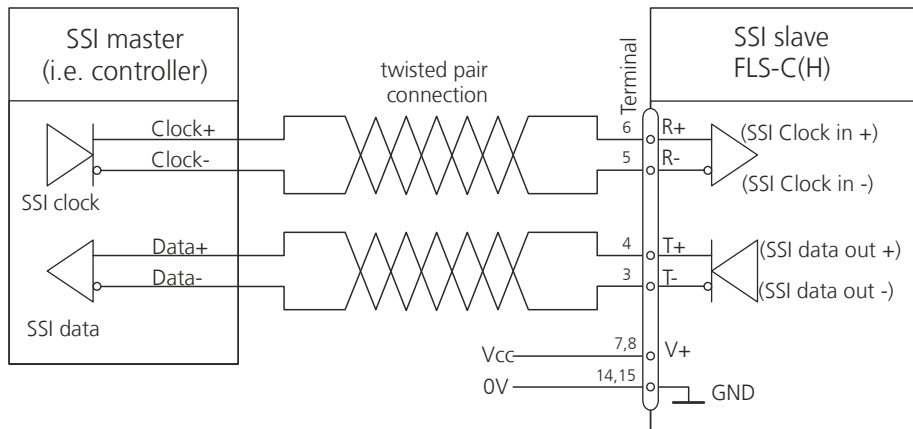 SSI master
(i.e. controller)
SSI slave
FLS-C(H)
twisted pair
connection
Terminal
Clock+
Clock-
SSI clock
6
R+
(SSI Clock in +)
5
R-
(SSI Clock in -)
Data+
Data-
SSI data
4
T+
(SSI data out +)
3
T-
(SSI data out -)
Vcc
7,8
V+
0V
14,15
GND